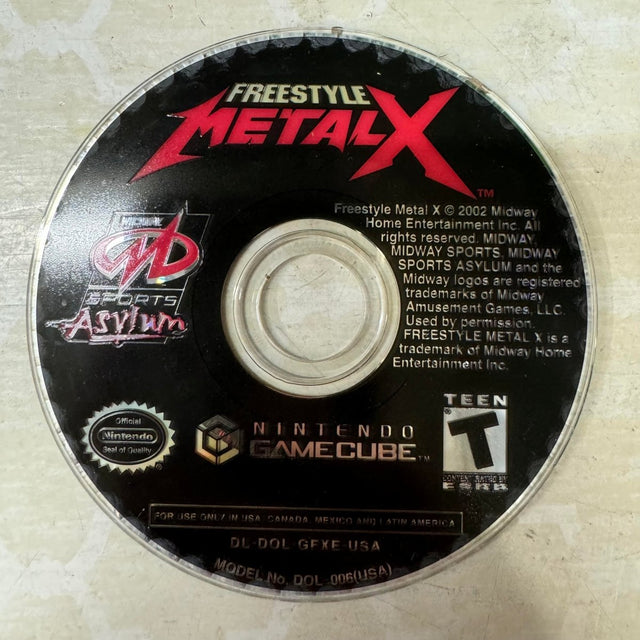 FREESTYLE
METAL X™
Freestyle Metal X © 2002 Midway
Home Entertainment Inc. All
rights reserved. MIDWAY,
MIDWAY SPORTS, MIDWAY
SPORTS ASYLUM and the
Midway logos are registered
trademarks of Midway
Amusement Games, LLC.
Used by permission.
FREESTYLE METAL X is a
trademark of Midway Home
Entertainment Inc.
MIDWAY
SPORTS
Asylum
Official
Nintendo
Seal of Quality
®
NINTENDO
GAMECUBE™
TEEN
T
®
CONTENT RATED BY
ESRB
FOR USE ONLY IN USA, CANADA, MEXICO AND LATIN AMERICA
DL-DOL GFXE USA
MODEL No. DOL-006(USA)